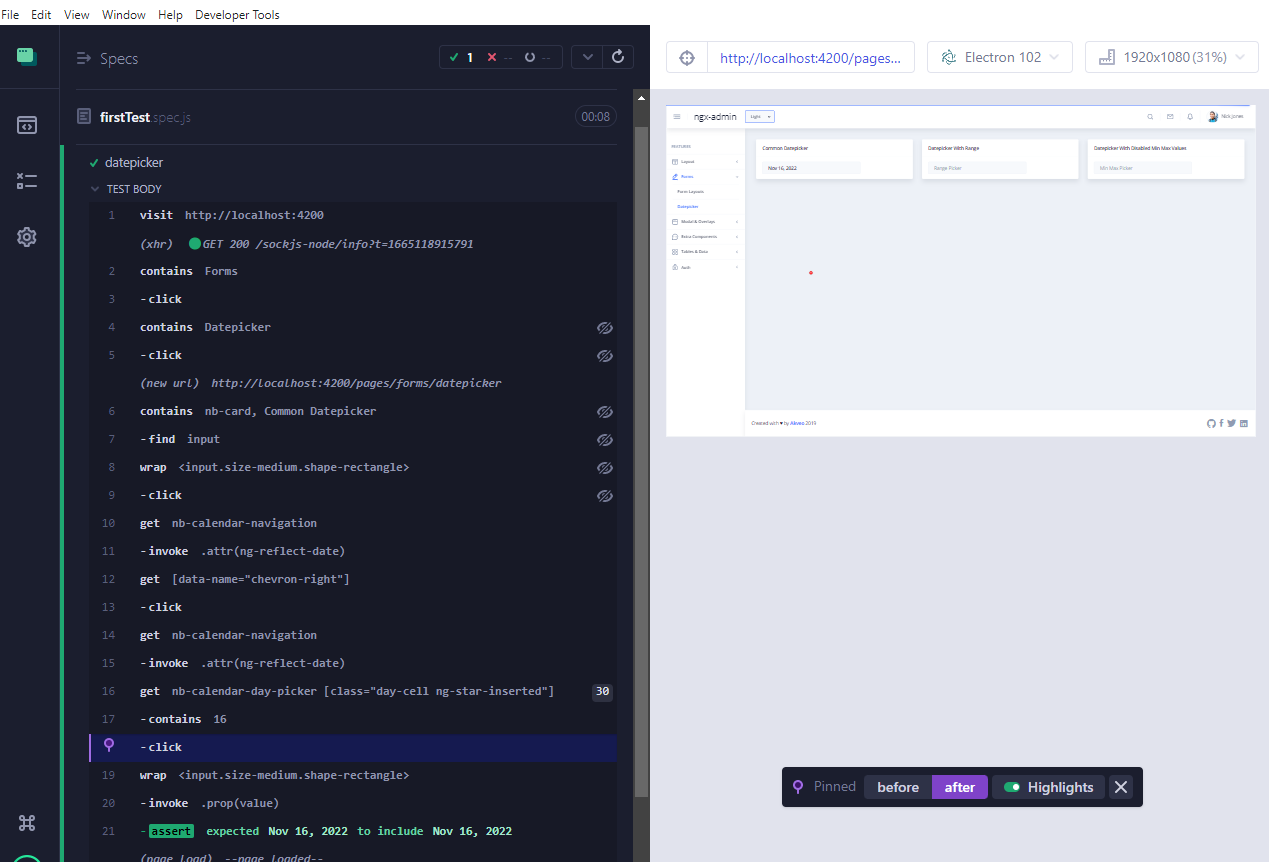 File Edit View Window Help Developer Tools
Specs
1 -- --
firstTest.spec.js 00:08
datepicker
TEST BODY
1 visit http://localhost:4200
(xhr) GET 200 /sockjs-node/info?t=1665118915791
2 contains Forms
3 -click
4 contains Datepicker
5 -click
(new url) http://localhost:4200/pages/forms/datepicker
6 contains nb-card, Common Datepicker
7 -find input
8 wrap <input.size-medium.shape-rectangle>
9 -click
10 get nb-calendar-navigation
11 -invoke .attr(ng-reflect-date)
12 get [data-name="chevron-right"]
13 -click
14 get nb-calendar-navigation
15 -invoke .attr(ng-reflect-date)
16 get nb-calendar-day-picker [class="day-cell ng-star-inserted"] 30
17 -contains 16
-click
19 wrap <input.size-medium.shape-rectangle>
20 -invoke .prop(value)
21 -assert expected Nov 16, 2022 to include Nov 16, 2022
(page load) --page loaded--
http://localhost:4200/pages... Electron 102 1920x1080 (31%)
ngx-admin Light Nick Jones
FEATURES
Layout
Forms
Form Layouts
Datepicker
Modal & Overlays
Extra Components
Tables & Data
Auth
Common Datepicker
Nov 16, 2022
Datepicker With Range
Range Picker
Datepicker With Disabled Min Max Values
Min Max Picker
Created with ♥ by Akveo 2019
Pinned before after Highlights